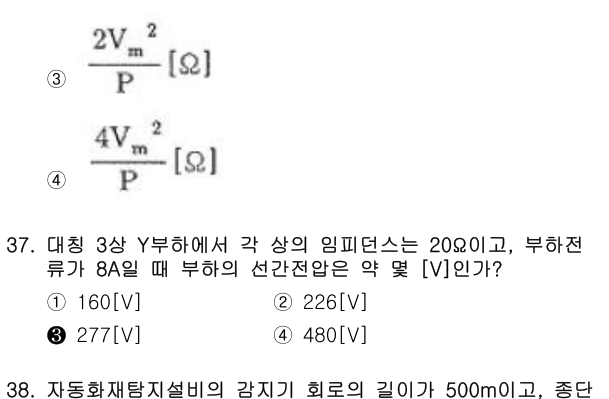 ③ 2Vm²/P [Ω]
④ 4Vm²/P [Ω]
37. 대칭 3상 Y부하에서 각 상의 임피던스는 20Ω이고, 부하전
류가 8A일 때 부하의 선간전압은 약 몇 [V]인가?
① 160[V] ② 226[V]
❸ 277[V] ④ 480[V]
38. 자동화재탐지설비의 감지기 회로의 길이가 500m이고, 종단